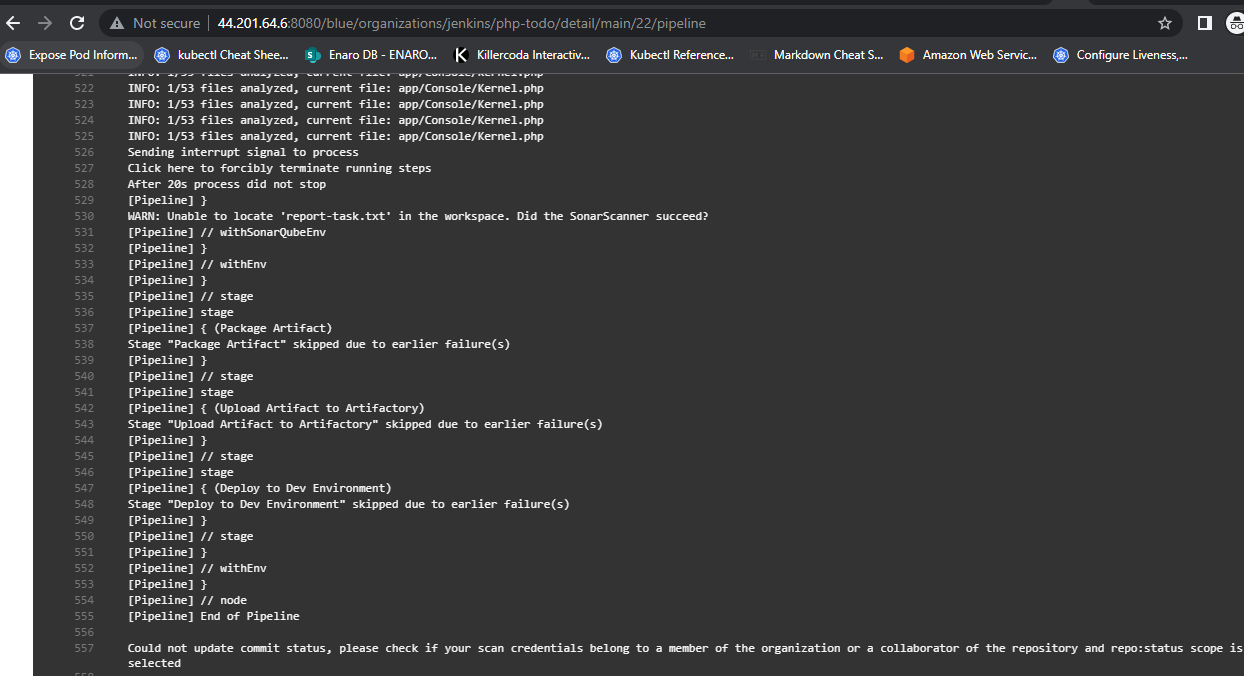 Not secure | 44.201.64.6:8080/blue/organizations/jenkins/php-todo/detail/main/22/pipeline
Expose Pod Inform... kubectl Cheat Shee... Enaro DB - ENARO... Killercoda Interactiv... Kubectl Reference... Markdown Cheat S... Amazon Web Servic... Configure Liveness,...
521 INFO: 1/53 files analyzed, current file: app/Console/Kernel.php
522 INFO: 1/53 files analyzed, current file: app/Console/Kernel.php
523 INFO: 1/53 files analyzed, current file: app/Console/Kernel.php
524 INFO: 1/53 files analyzed, current file: app/Console/Kernel.php
525 INFO: 1/53 files analyzed, current file: app/Console/Kernel.php
526 Sending interrupt signal to process
527 Click here to forcibly terminate running steps
528 After 20s process did not stop
529 [Pipeline] }
530 WARN: Unable to locate 'report-task.txt' in the workspace. Did the SonarScanner succeed?
531 [Pipeline] // withSonarQubeEnv
532 [Pipeline] }
533 [Pipeline] // withEnv
534 [Pipeline] }
535 [Pipeline] // stage
536 [Pipeline] stage
537 [Pipeline] { (Package Artifact)
538 Stage "Package Artifact" skipped due to earlier failure(s)
539 [Pipeline] }
540 [Pipeline] // stage
541 [Pipeline] stage
542 [Pipeline] { (Upload Artifact to Artifactory)
543 Stage "Upload Artifact to Artifactory" skipped due to earlier failure(s)
544 [Pipeline] }
545 [Pipeline] // stage
546 [Pipeline] stage
547 [Pipeline] { (Deploy to Dev Environment)
548 Stage "Deploy to Dev Environment" skipped due to earlier failure(s)
549 [Pipeline] }
550 [Pipeline] // stage
551 [Pipeline] }
552 [Pipeline] // withEnv
553 [Pipeline] }
554 [Pipeline] // node
555 [Pipeline] End of Pipeline
556
557 Could not update commit status, please check if your scan credentials belong to a member of the organization or a collaborator of the repository and repo:status scope is
selected
558